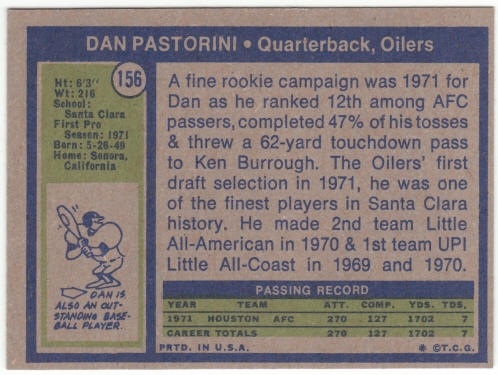 DAN PASTORINI • Quarterback, Oilers
156
Ht: 6'3"
Wt: 216
School:
Santa Clara
First Pro
Season: 1971
Born: 5-26-49
Home: Sonora,
California
DAN IS
ALSO AN OUT-
STANDING BASE-
BALL PLAYER.
A fine rookie campaign was 1971 for
Dan as he ranked 12th among AFC
passers, completed 47% of his tosses
& threw a 62-yard touchdown pass
to Ken Burrough. The Oilers' first
draft selection in 1971, he was one
of the finest players in Santa Clara
history. He made 2nd team Little
All-American in 1970 & 1st team UPI
Little All-Coast in 1969 and 1970.
PASSING RECORD
YEAR TEAM ATT. COMP. YDS. TDS.
1971 HOUSTON AFC 270 127 1702 7
CAREER TOTALS 270 127 1702 7
PRTD. IN U.S.A. * ©T.C.G.